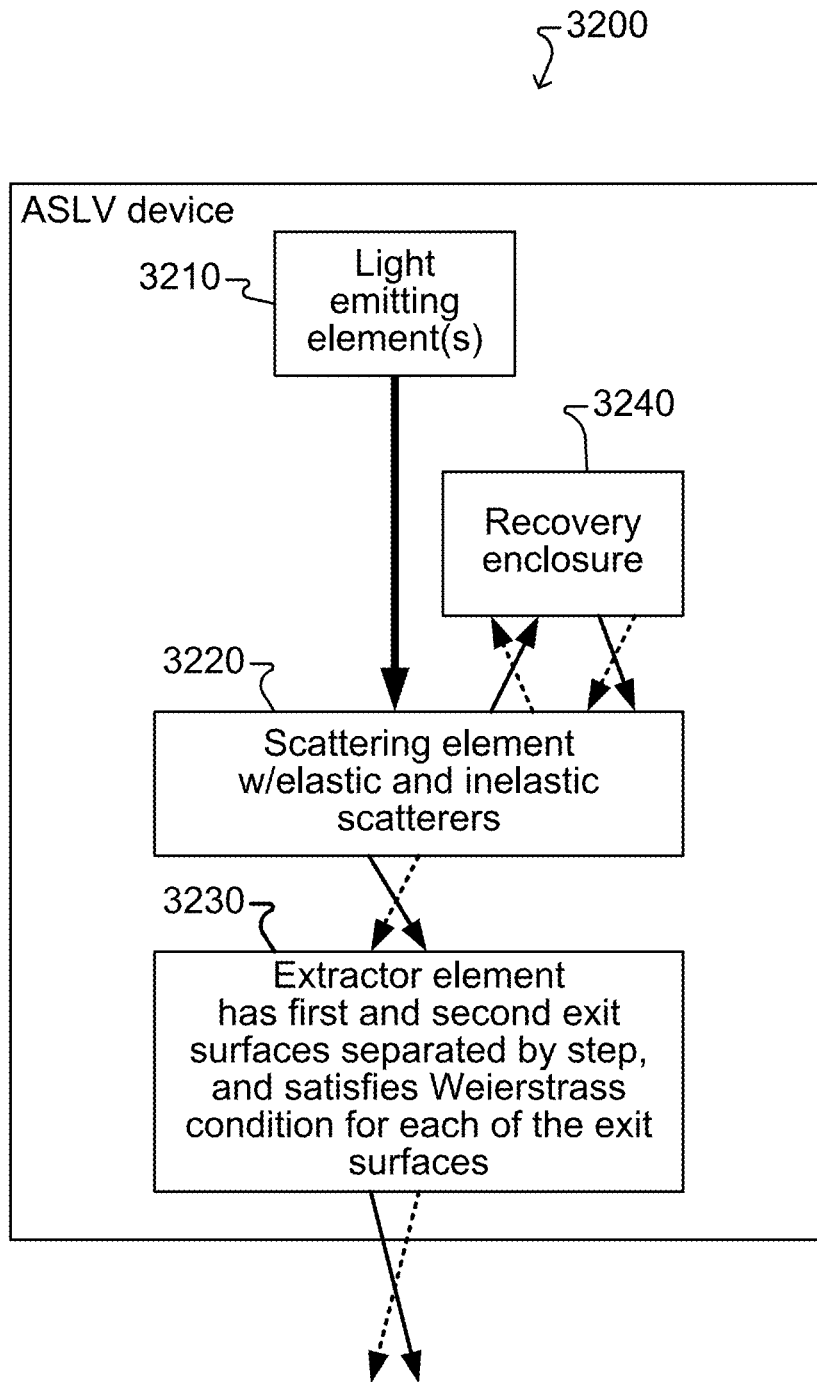 3200
ASLV device
3210
Light
emitting
element(s)
3240
Recovery
enclosure
3220
Scattering element
w/elastic and inelastic
scatterers
3230
Extractor element
has first and second exit
surfaces separated by step,
and satisfies Weierstrass
condition for each of the exit
surfaces